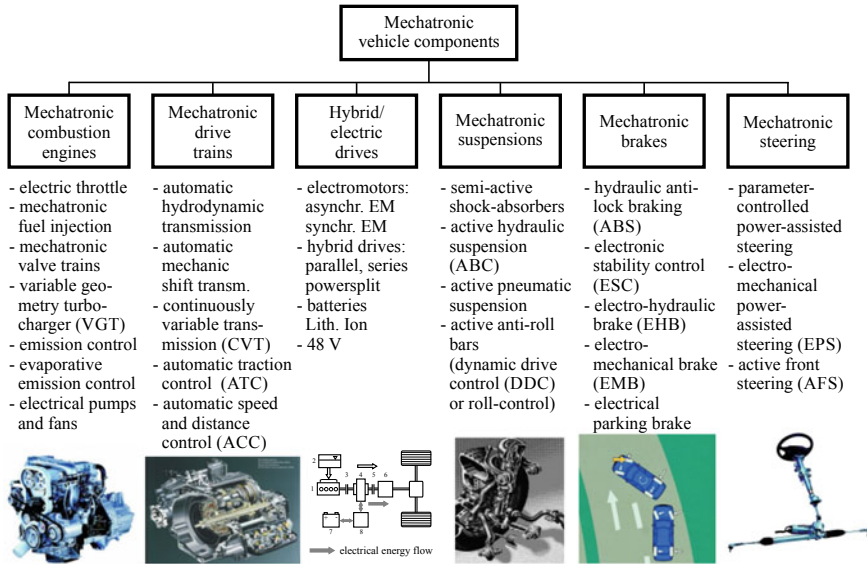 Mechatronic
vehicle components
Mechatronic
combustion
engines
- electric throttle
- mechatronic
fuel injection
- mechatronic
valve trains
- variable geo-
metry turbo-
charger (VGT)
- emission control
- evaporative
emission control
- electrical pumps
and fans
Mechatronic
drive
trains
- automatic
hydrodynamic
transmission
- automatic
mechanic
shift transm.
- continuously
variable trans-
mission (CVT)
- automatic traction
control (ATC)
- automatic speed
and distance
control (ACC)
Hybrid/
electric
drives
- electromotors:
asynchr. EM
synchr. EM
- hybrid drives:
parallel, series
powersplit
- batteries
Lith. Ion
- 48 V
2
1
3
4
5
6
7
8
electrical energy flow
Mechatronic
suspensions
- semi-active
shock-absorbers
- active hydraulic
suspension
(ABC)
- active pneumatic
suspension
- active anti-roll
bars
(dynamic drive
control (DDC)
or roll-control)
Mechatronic
brakes
- hydraulic anti-
lock braking
(ABS)
- electronic
stability control
(ESC)
- electro-hydraulic
brake (EHB)
- electro-
mechanical brake
(EMB)
- electrical
parking brake
Mechatronic
steering
- parameter-
controlled
power-assisted
steering
- electro-
mechanical
power-
assisted
steering (EPS)
- active front
steering (AFS)